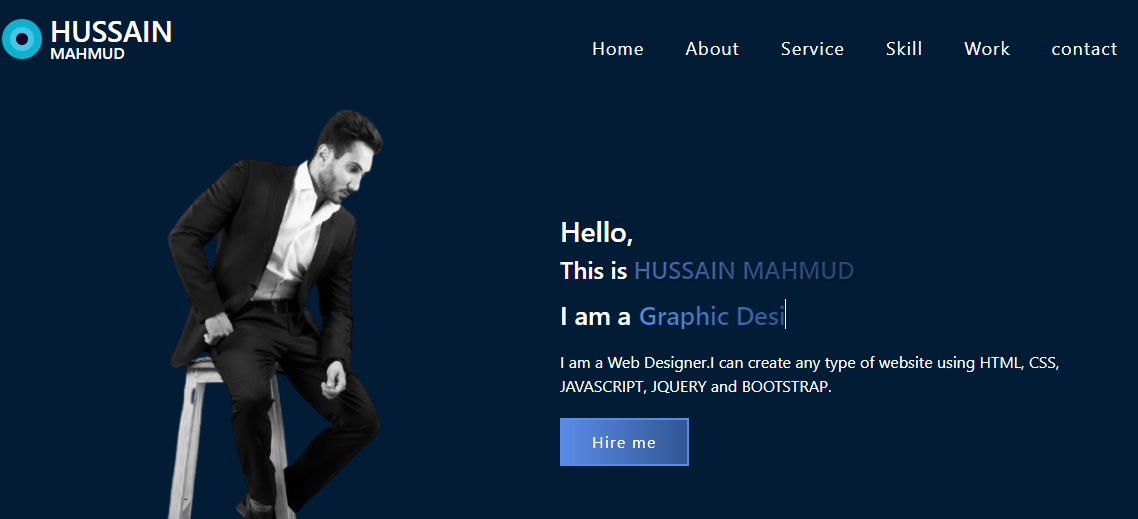 HUSSAIN
MAHMUD
Home About Service Skill Work contact
Hello,
This is HUSSAIN MAHMUD
I am a Graphic Desi
I am a Web Designer.I can create any type of website using HTML, CSS,
JAVASCRIPT, JQUERY and BOOTSTRAP.
Hire me